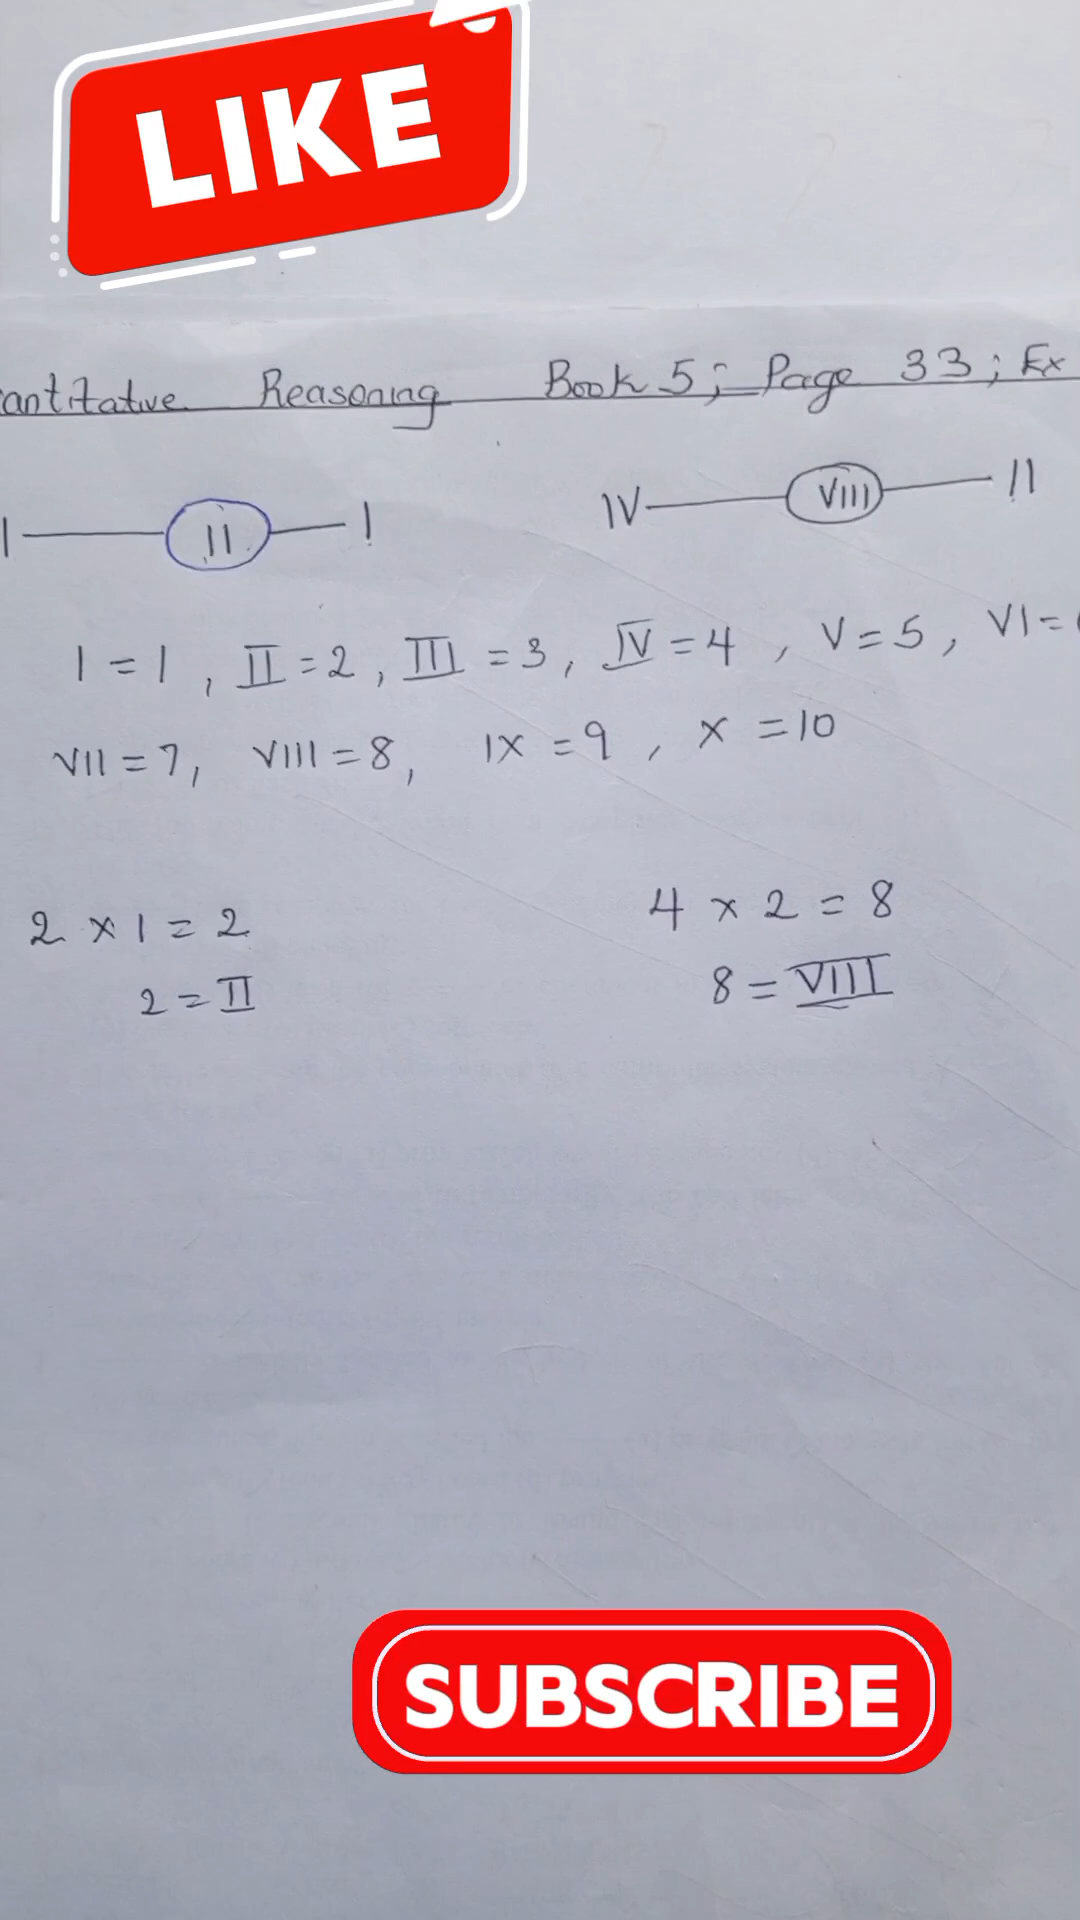 LIKE
antitative Reasoning Book 5; Page 33; Ex
I II I IV VIII II
I = 1, II = 2, III = 3, IV = 4, V = 5, VI =
VII = 7, VIII = 8, IX = 9, X = 10
2 x 1 = 2 4 x 2 = 8
2 = II 8 = VIII
SUBSCRIBE